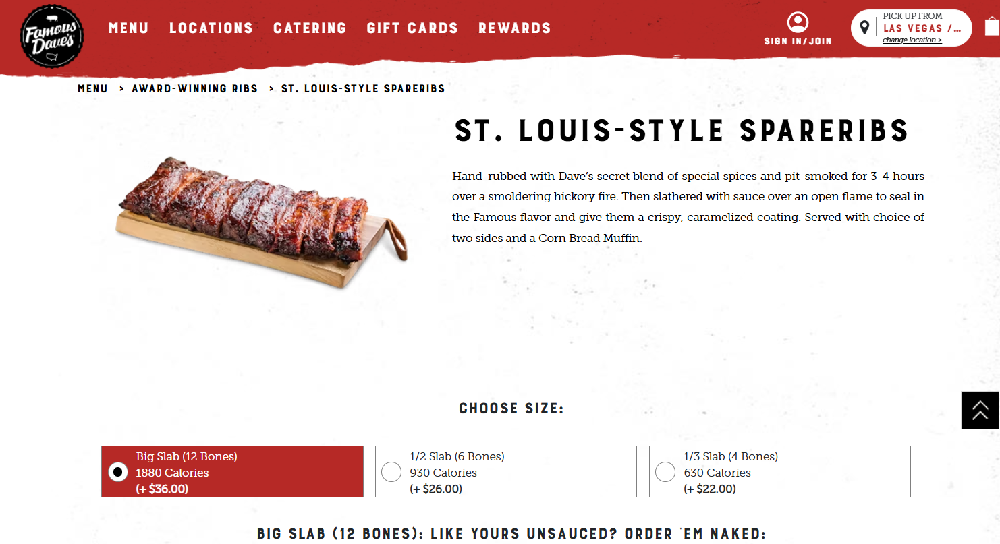 Famous
Dave's
MENU
LOCATIONS
CATERING
GIFT CARDS
REWARDS
SIGN IN/JOIN
PICK UP FROM
LAS VEGAS /...
change location >
MENU > AWARD-WINNING RIBS > ST. LOUIS-STYLE SPARERIBS
ST. LOUIS-STYLE SPARERIBS
Hand-rubbed with Dave's secret blend of special spices and pit-smoked for 3-4 hours
over a smoldering hickory fire. Then slathered with sauce over an open flame to seal in
the Famous flavor and give them a crispy, caramelized coating. Served with choice of
two sides and a Corn Bread Muffin.
CHOOSE SIZE:
Big Slab (12 Bones)
1880 Calories
(+ $36.00)
1/2 Slab (6 Bones)
930 Calories
(+ $26.00)
1/3 Slab (4 Bones)
630 Calories
(+ $22.00)
BIG SLAB (12 BONES): LIKE YOURS UNSAUCED? ORDER 'EM NAKED: